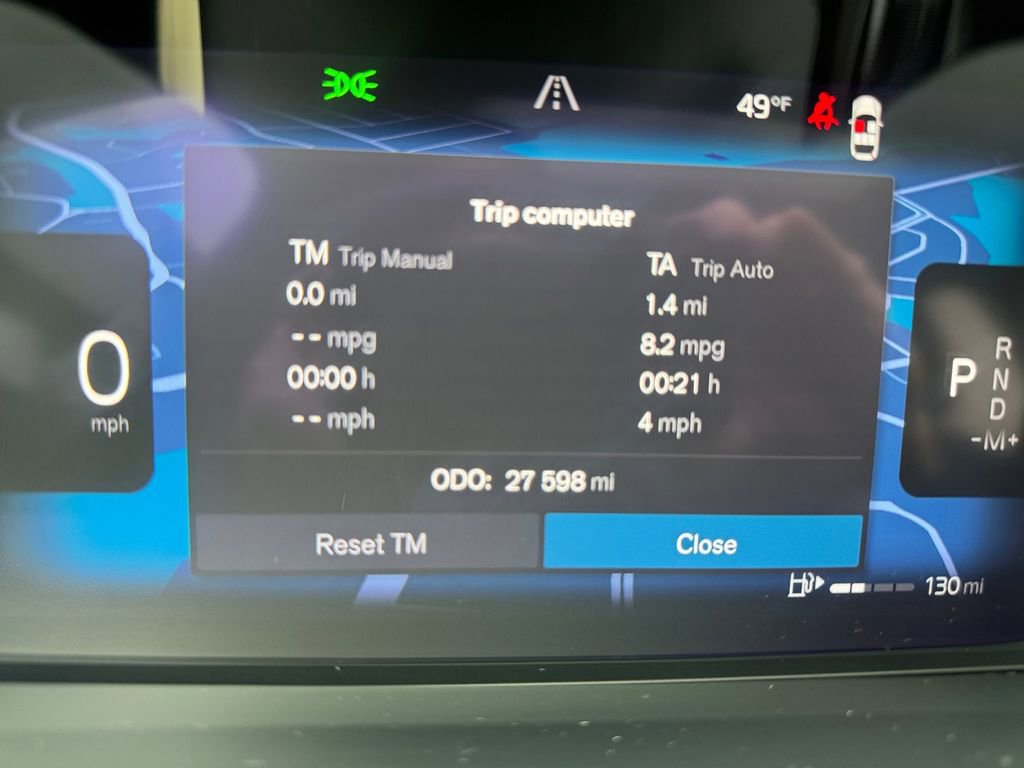 49°F
Trip computer
TM Trip Manual
0.0 mi
-- mpg
00:00 h
-- mph
TA Trip Auto
1.4 mi
8.2 mpg
00:21 h
4 mph
ODO: 27 598 mi
Reset TM
Close
0
mph
P
R
N
D
-M+
130 mi